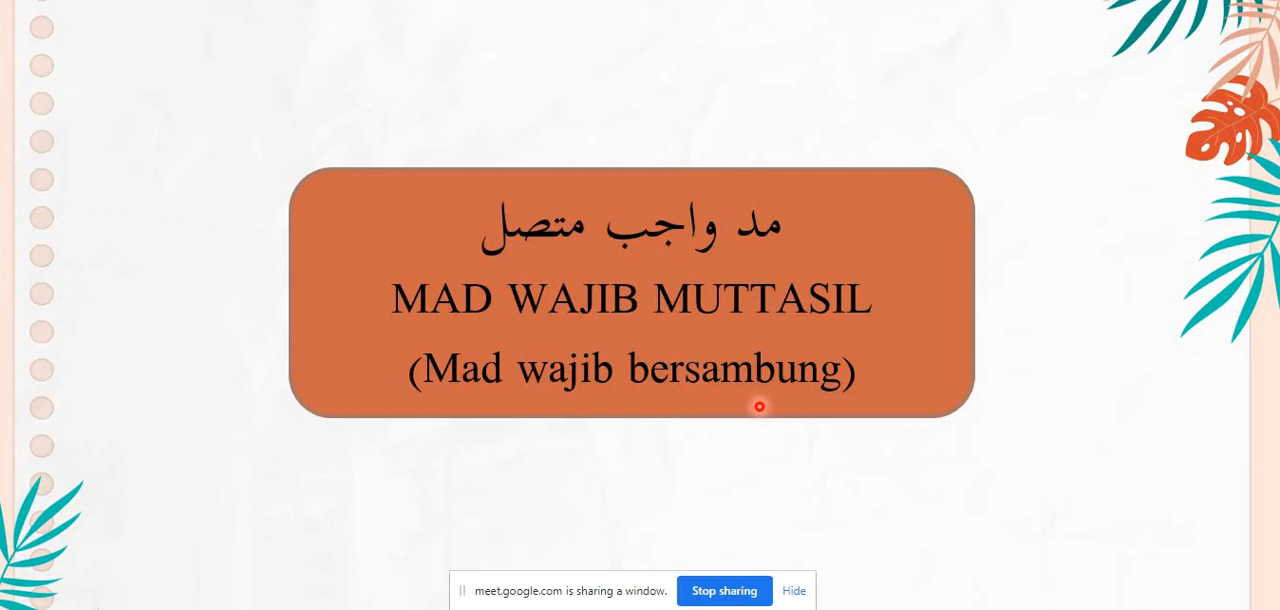 مد واجب متصل
MAD WAJIB MUTTASIL
(Mad wajib bersambung)
meet.google.com is sharing a window. Stop sharing Hide